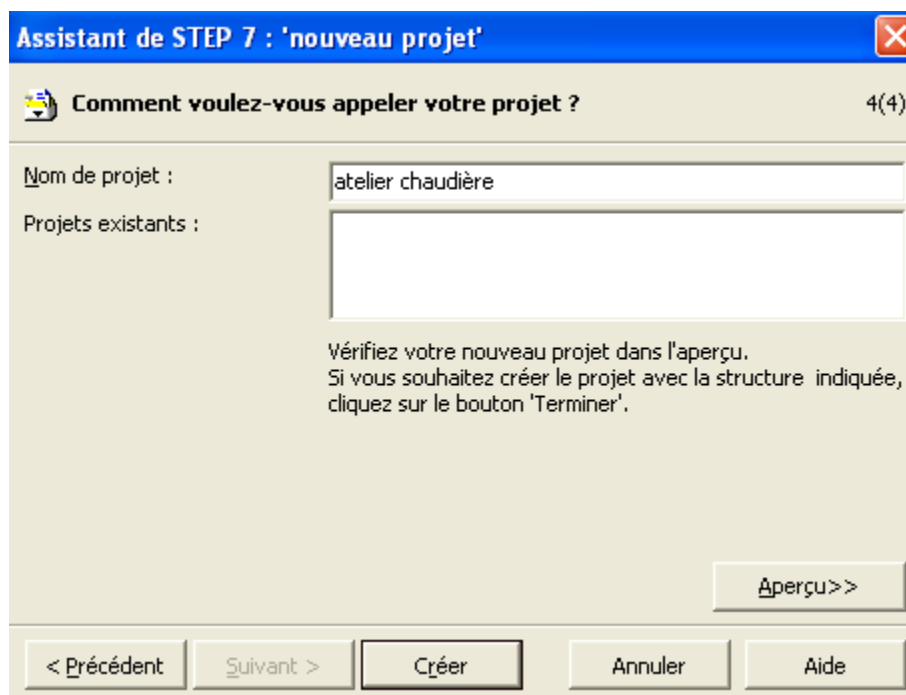 Assistant de STEP 7 : 'nouveau projet'
Comment voulez-vous appeler votre projet ? 4(4)
Nom de projet : atelier chaudière
Projets existants :
Vérifiez votre nouveau projet dans l'aperçu.
Si vous souhaitez créer le projet avec la structure indiquée,
cliquez sur le bouton 'Terminer'.
Aperçu>>
< Précédent Suivant > Créer Annuler Aide